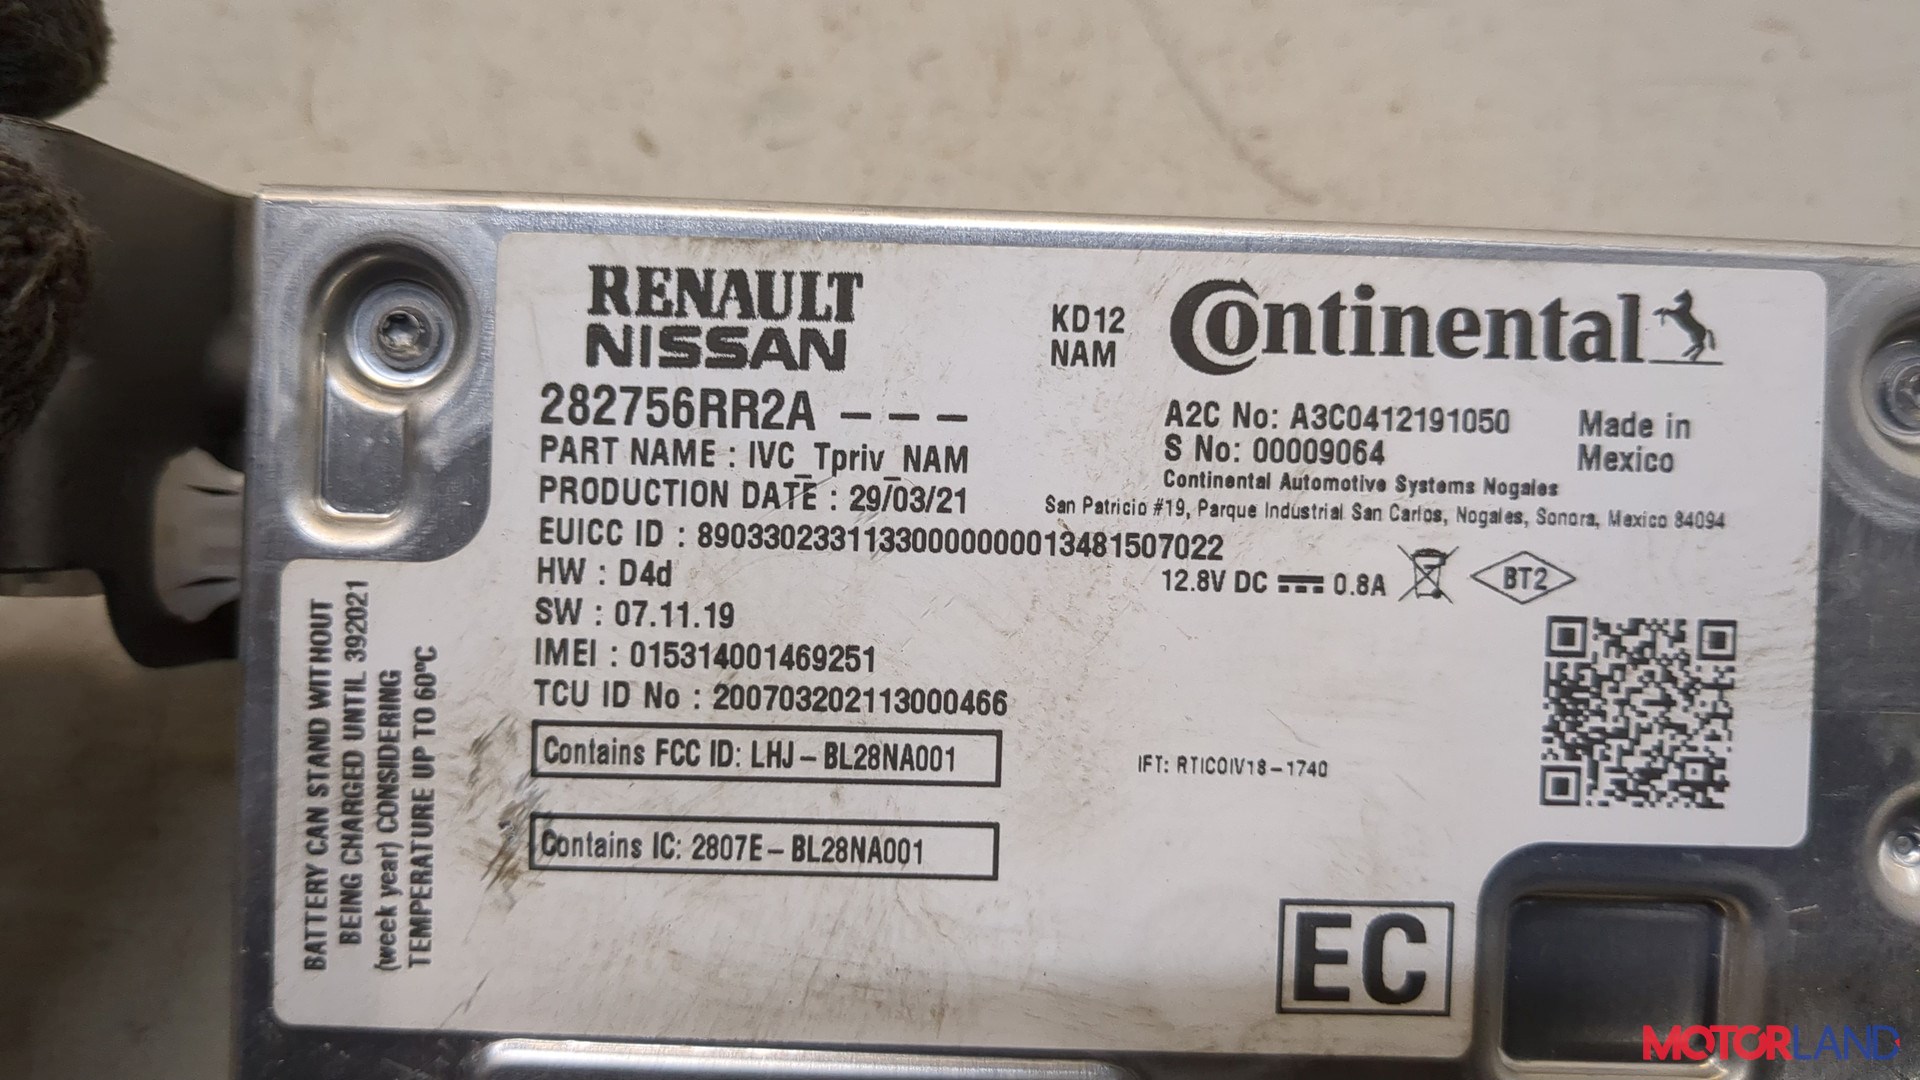 RENAULT
NISSAN
282756RR2A – – –
PART NAME : IVC_Tpriv_NAM
PRODUCTION DATE : 29/03/21
EUICC ID : 89033023311330000000013481507022
HW : D4d
SW : 07.11.19
IMEI : 015314001469251
TCU ID No : 200703202113000466
Contains FCC ID: LHJ – BL28NA001
Contains IC: 2807E – BL28NA001
KD12
NAM
Continental
A2C No: A3C0412191050
S No: 00009064
Made in
Mexico
Continental Automotive Systems Nogales
San Patricio #19, Parque Industrial San Carlos, Nogales, Sonora, Mexico 84094
12.8V DC 0.8A
BT2
IFT: RTICOIV18-1740
EC
BATTERY CAN STAND WITHOUT
BEING CHARGED UNTIL 392021
(week year) CONSIDERING
TEMPERATURE UP TO 60ºC
MOTORLAND